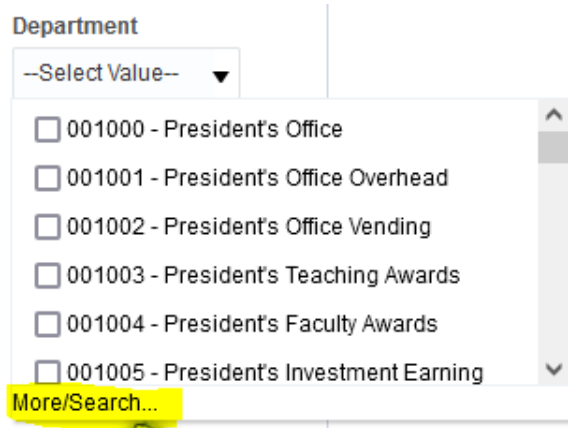 Department
--Select Value--
001000 - President's Office
001001 - President's Office Overhead
001002 - President's Office Vending
001003 - President's Teaching Awards
001004 - President's Faculty Awards
001005 - President's Investment Earning
More/Search...